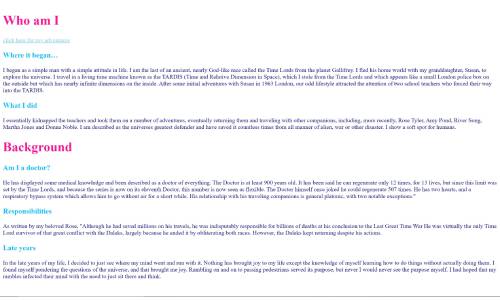 Who am I
click here for my adventures
Where it began…
I began as a simple man with a simple attitude in life. I am the last of an ancient, nearly God-like race called the Time Lords from the planet Gallifrey. I fled his home world with my granddaughter, Susan, to
explore the universe. I travel in a living time machine known as the TARDIS (Time and Relative Dimension in Space), which I stole from the Time Lords and which appears like a small London police box on
the outside but which has nearly infinite dimensions on the inside. After some initial adventures with Susan in 1963 London, our odd lifestyle attracted the attention of two school teachers who forced their way
into the TARDIS.
What I did
I essentially kidnapped the teachers and took them on a number of adventures, eventually returning them and traveling with other companions, including, more recently, Rose Tyler, Amy Pond, River Song,
Martha Jones and Donna Noble. I am described as the universes greatest defender and have saved it countless times from all manner of alien, war or other disaster. I show a soft spot for humans.
Background
Am I a doctor?
He has displayed some medical knowledge and been described as a doctor of everything. The Doctor is at least 900 years old. It has been said he can regenerate only 12 times, for 13 lives, but since this limit was
set by the Time Lords, and because the series is now on its eleventh Doctor, this number is now seen as flexible. The Doctor himself once joked he could regenerate 507 times. He has two hearts, and a
respiratory bypass system which allows him to go without air for a short while. His relationship with his traveling companions is general platonic, with two notable exceptions."
Responsibilities
As written by my beloved Rose, "Although he had saved millions on his travels, he was indisputably responsible for billions of deaths at his conclusion to the Last Great Time War He was virtually the only Time
Lord survivor of that great conflict with the Daleks, largely because he ended it by obliterating both races. However, the Daleks kept returning despite his actions.
Late years
In the late years of my life, I decided to just see where my mind went and run with it. Nothing has brought joy to my life except the knowledge of myself learning how to do things without actually doing them. I
found myself pondering the questions of the universe, and that brought me joy. Rambling on and on to passing pedestrians served its purpose, but never I would never see the purpose myself. I had hoped that my
rambles infected their mind with the need to just sit there and think.